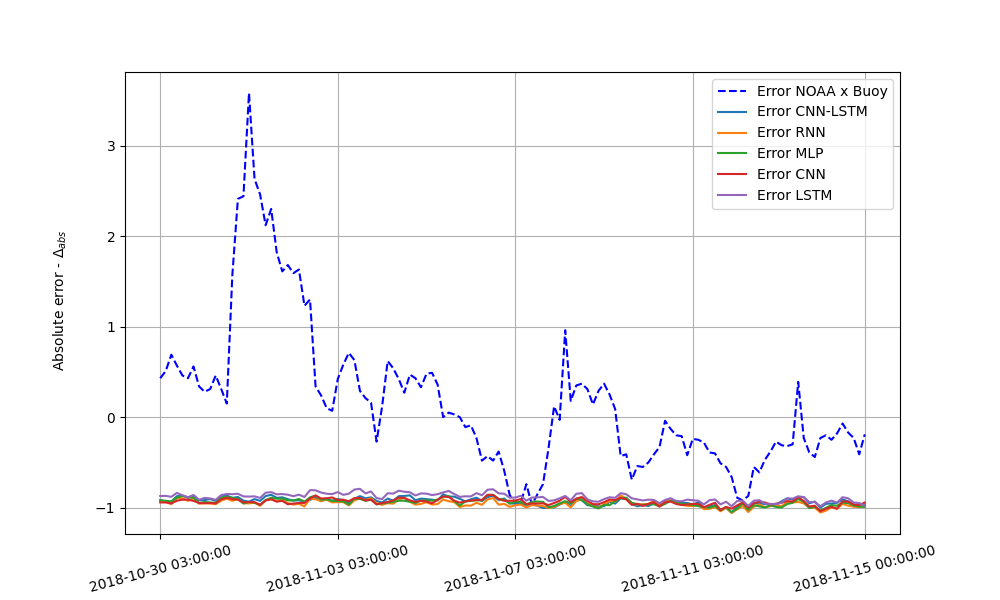 Error NOAA x Buoy
Error CNN-LSTM
Error RNN
Error MLP
Error CNN
Error LSTM
Absolute error - Δabs
3
2
1
0
−1
2018-10-30 03:00:00
2018-11-03 03:00:00
2018-11-07 03:00:00
2018-11-11 03:00:00
2018-11-15 00:00:00